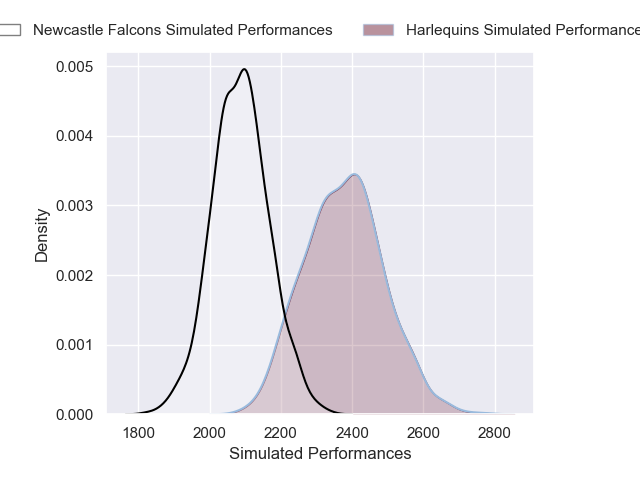 Newcastle Falcons Simulated Performances Harlequins Simulated Performance
0.005
0.004
0.003
0.002
0.001
0.000
Density
1800 2000 2200 2400 2600 2800
Simulated Performances